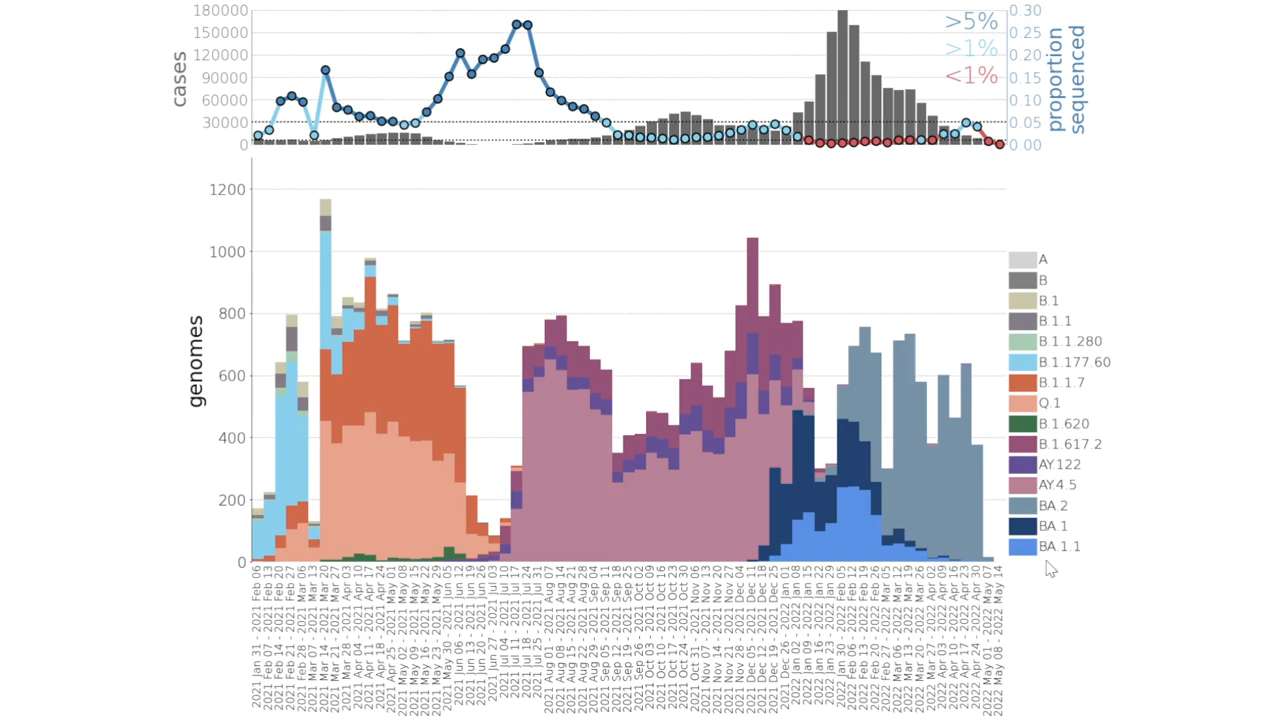 180000
150000
120000
90000
60000
30000
0
cases
>5%
>1%
<1%
0 30
0 25
0 20
0 15
0 10
0 05
0 00
proportion
sequenced
1200
1000
800
600
400
200
0
genomes
A
B
B 1
B 1.1
B 1.1.280
B 1.177 60
B 1.1.7
Q.1
B 1.620
B 1.617.2
AY.122
AY.4.5
BA.2
BA.1
BA.1 1
2021 Jan 31 - 2021 Feb 06
2021 Feb 07 - 2021 Feb 13
2021 Feb 14 - 2021 Feb 20
2021 Feb 21 - 2021 Feb 27
2021 Feb 28 - 2021 Mar 06
2021 Mar 07 - 2021 Mar 13
2021 Mar 14 - 2021 Mar 20
2021 Mar 21 - 2021 Mar 27
2021 Mar 28 - 2021 Apr 03
2021 Apr 04 - 2021 Apr 10
2021 Apr 11 - 2021 Apr 17
2021 Apr 18 - 2021 Apr 24
2021 Apr 25 - 2021 May 01
2021 May 02 - 2021 May 08
2021 May 09 - 2021 May 15
2021 May 16 - 2021 May 22
2021 May 23 - 2021 May 29
2021 May 30 - 2021 Jun 05
2021 Jun 06 - 2021 Jun 12
2021 Jun 13 - 2021 Jun 19
2021 Jun 20 - 2021 Jun 26
2021 Jun 27 - 2021 Jul 03
2021 Jul 04 - 2021 Jul 10
2021 Jul 11 - 2021 Jul 17
2021 Jul 18 - 2021 Jul 24
2021 Jul 25 - 2021 Jul 31
2021 Aug 01 - 2021 Aug 07
2021 Aug 08 - 2021 Aug 14
2021 Aug 15 - 2021 Aug 21
2021 Aug 22 - 2021 Aug 28
2021 Aug 29 - 2021 Sep 04
2021 Sep 05 - 2021 Sep 11
2021 Sep 12 - 2021 Sep 18
2021 Sep 19 - 2021 Sep 25
2021 Sep 26 - 2021 Oct 02
2021 Oct 03 - 2021 Oct 09
2021 Oct 10 - 2021 Oct 16
2021 Oct 17 - 2021 Oct 23
2021 Oct 24 - 2021 Oct 30
2021 Oct 31 - 2021 Nov 06
2021 Nov 07 - 2021 Nov 13
2021 Nov 14 - 2021 Nov 20
2021 Nov 21 - 2021 Nov 27
2021 Nov 28 - 2021 Dec 04
2021 Dec 05 - 2021 Dec 11
2021 Dec 12 - 2021 Dec 18
2021 Dec 19 - 2021 Dec 25
2021 Dec 26 - 2022 Jan 01
2022 Jan 02 - 2022 Jan 08
2022 Jan 09 - 2022 Jan 15
2022 Jan 16 - 2022 Jan 22
2022 Jan 23 - 2022 Jan 29
2022 Jan 30 - 2022 Feb 05
2022 Feb 06 - 2022 Feb 12
2022 Feb 13 - 2022 Feb 19
2022 Feb 20 - 2022 Feb 26
2022 Feb 27 - 2022 Mar 05
2022 Mar 06 - 2022 Mar 12
2022 Mar 13 - 2022 Mar 19
2022 Mar 20 - 2022 Mar 26
2022 Mar 27 - 2022 Apr 02
2022 Apr 03 - 2022 Apr 09
2022 Apr 10 - 2022 Apr 16
2022 Apr 17 - 2022 Apr 23
2022 Apr 24 - 2022 Apr 30
2022 May 01 - 2022 May 07
2022 May 08 - 2022 May 14